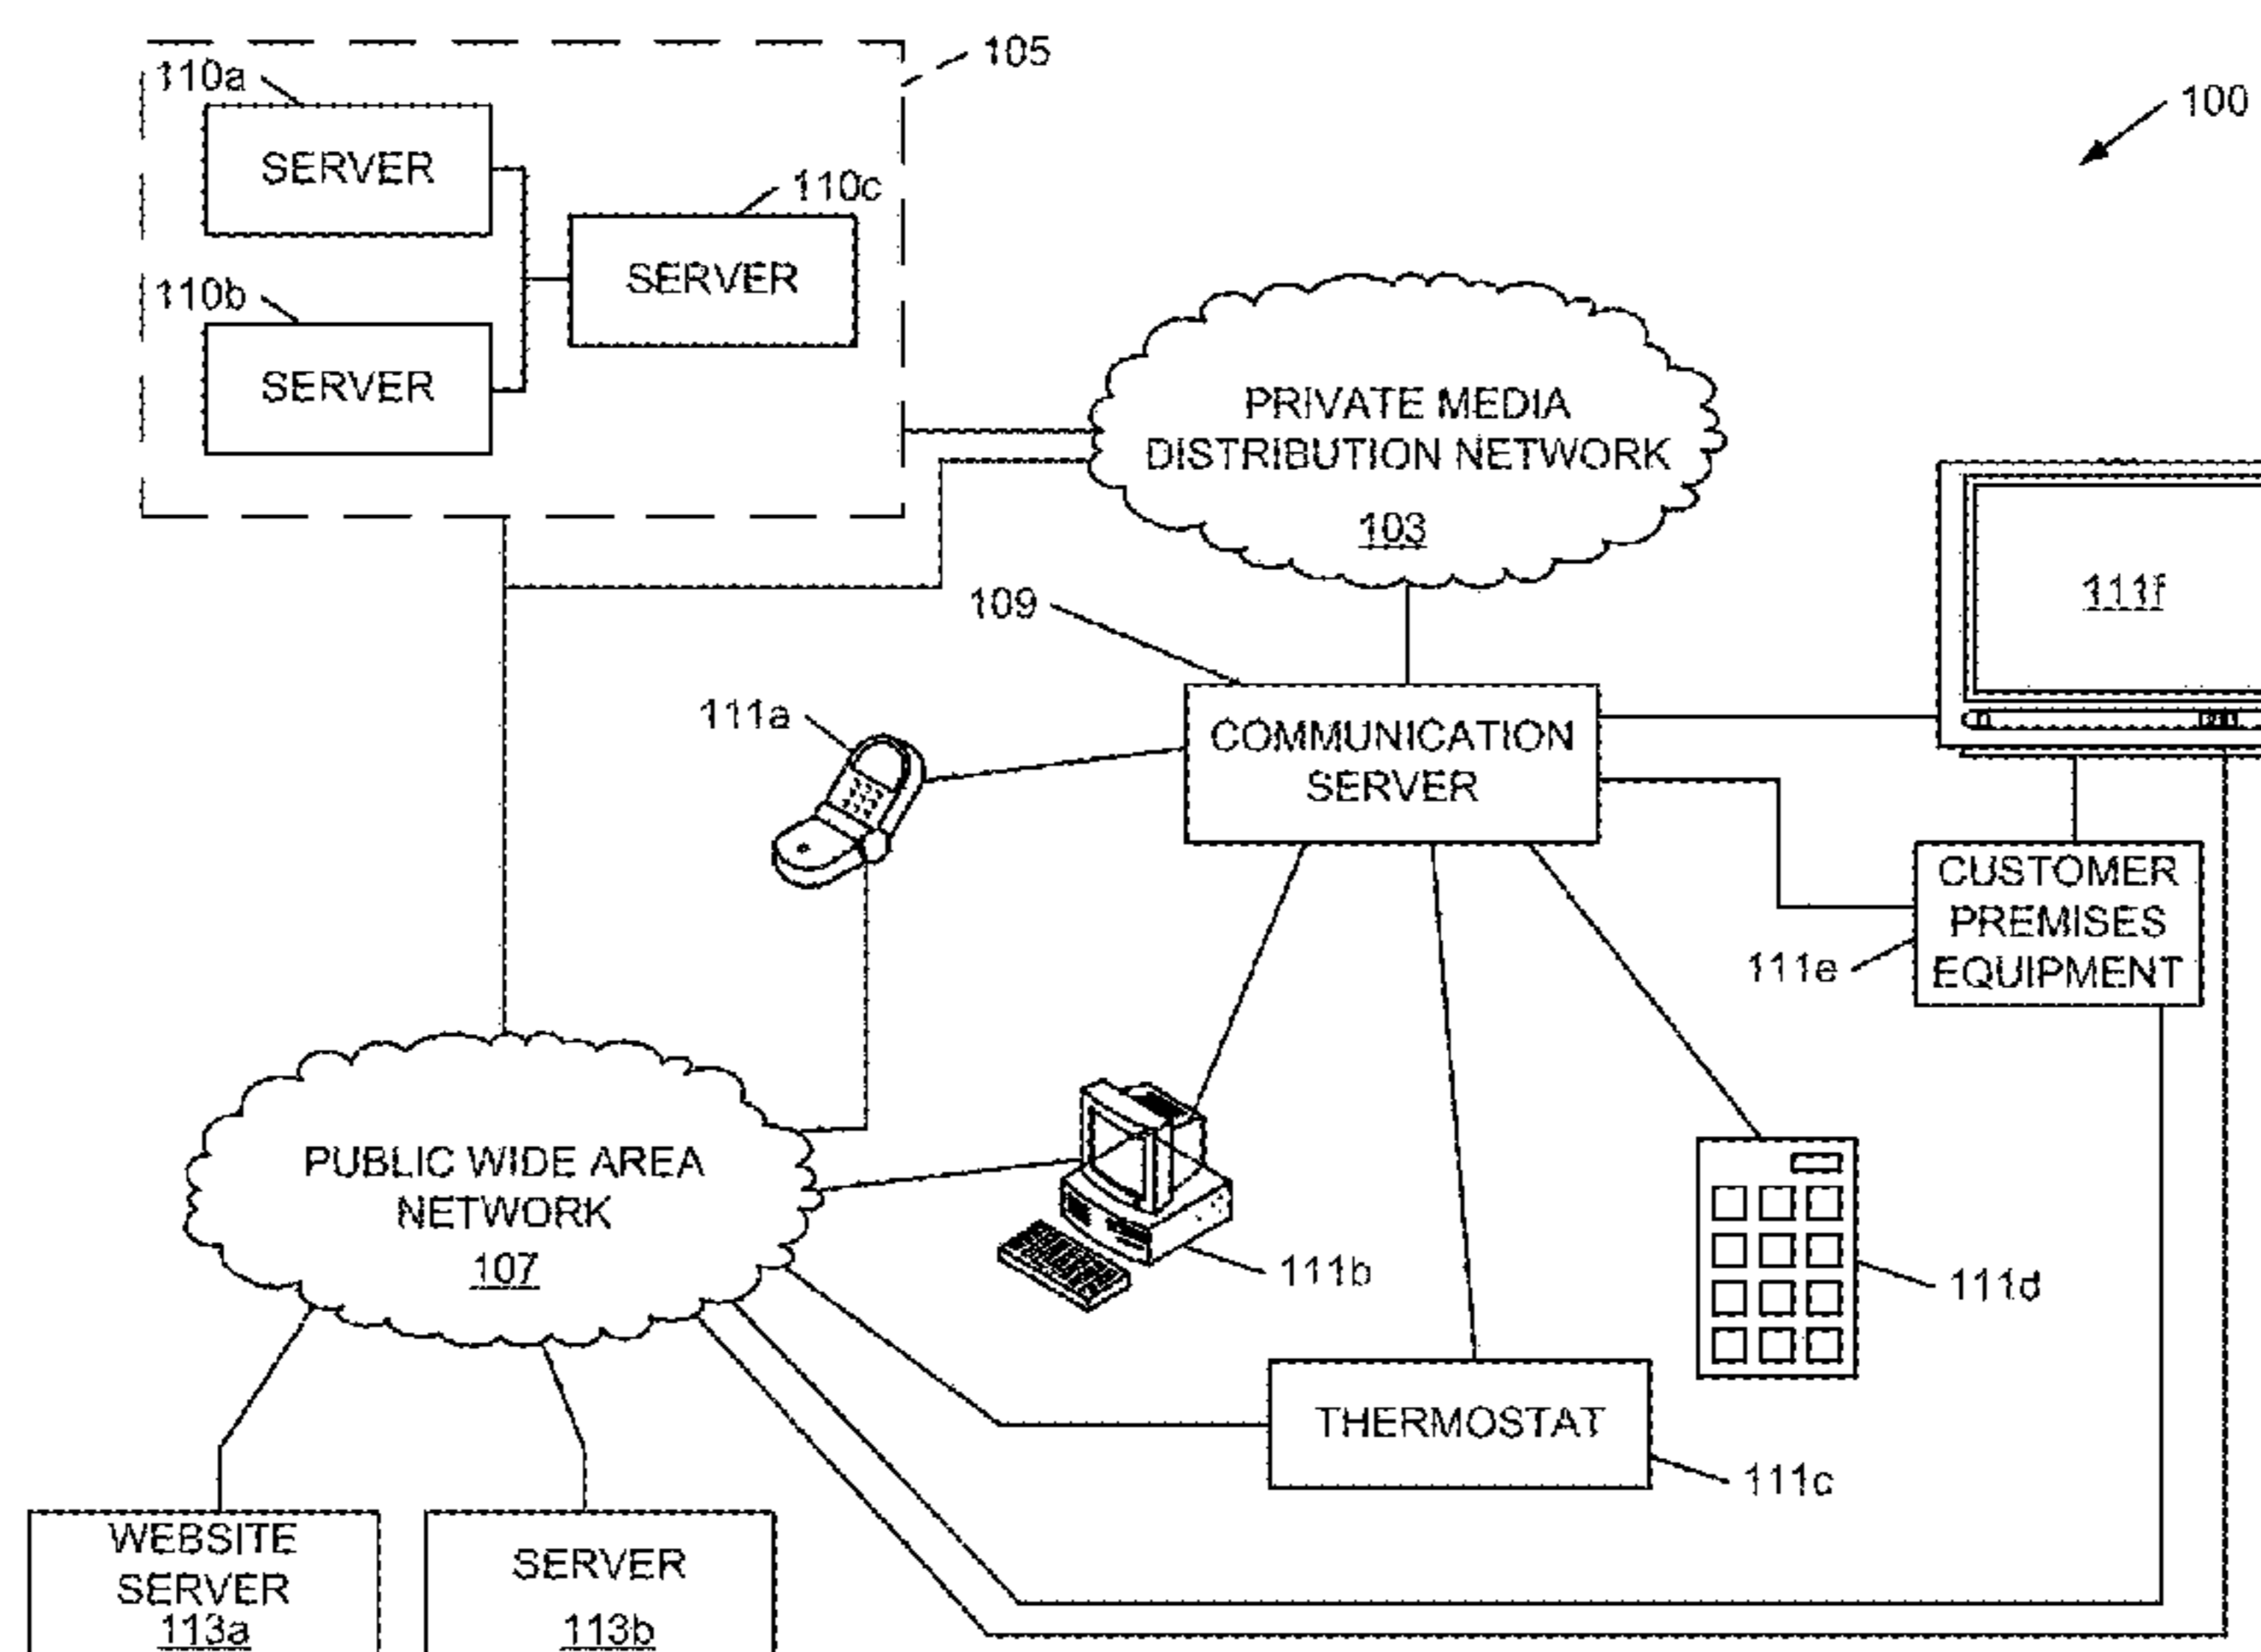 105
110a
100
SERVER
110c
SERVER
110b
SERVER
PRIVATE MEDIA
DISTRIBUTION NETWORK
103
111f
109
111a
COMMUNICATION
SERVER
CUSTOMER
PREMISES
EQUIPMENT
111e
PUBLIC WIDE AREA
NETWORK
107
111b
111d
THERMOSTAT
111c
WEBSITE
SERVER
113a
SERVER
113b